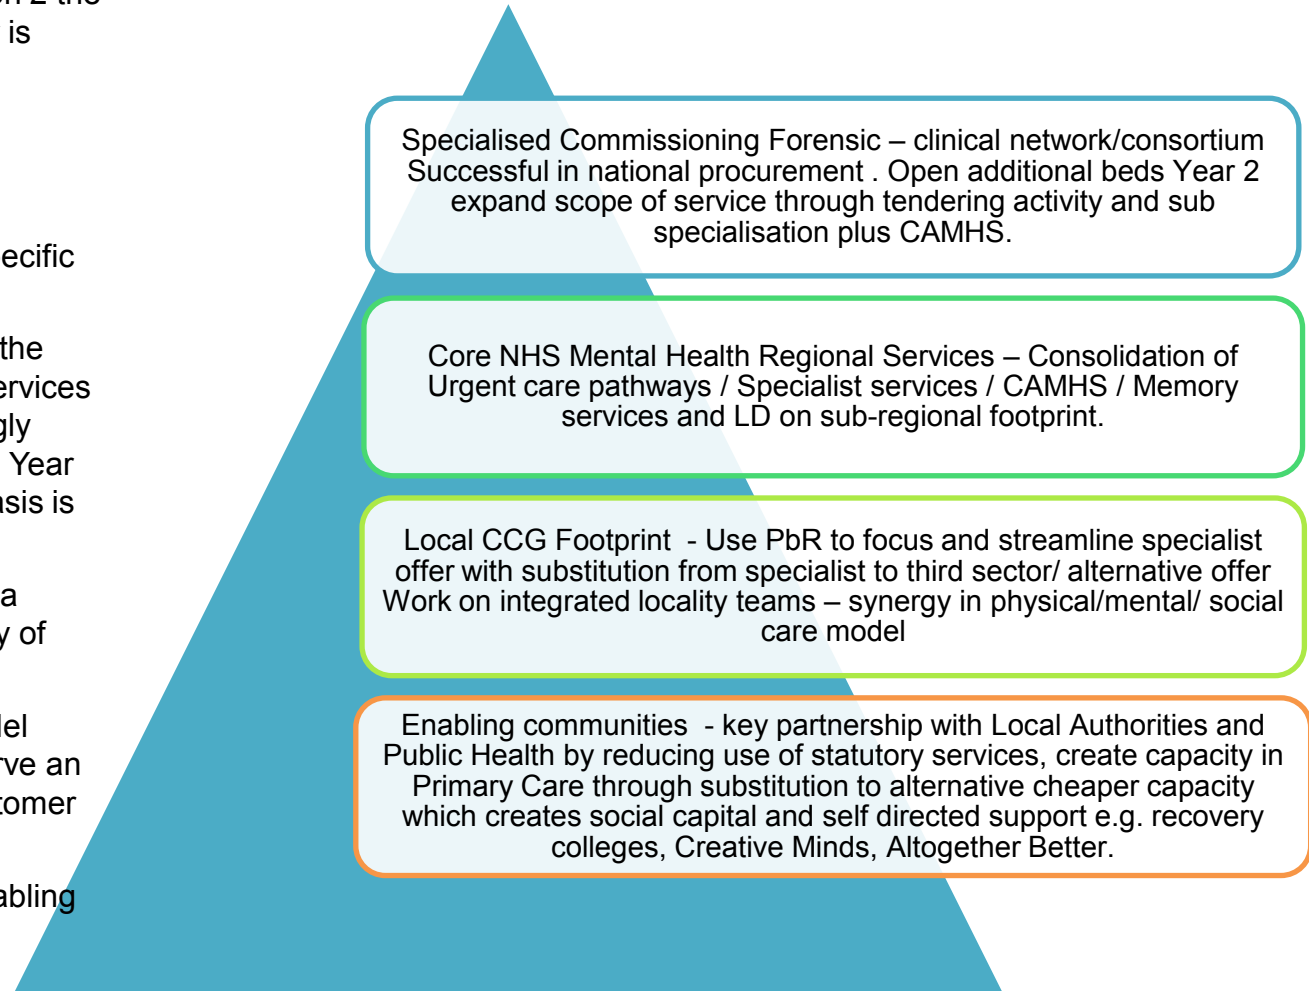 on 2 the
is
ecific
the
ervices
gly
Year
asis is
a
y of
del
rve an
tomer
abling
Specialised Commissioning Forensic – clinical network/consortium
Successful in national procurement . Open additional beds Year 2
expand scope of service through tendering activity and sub
specialisation plus CAMHS.
Core NHS Mental Health Regional Services – Consolidation of
Urgent care pathways / Specialist services / CAMHS / Memory
services and LD on sub-regional footprint.
Local CCG Footprint - Use PbR to focus and streamline specialist
offer with substitution from specialist to third sector/ alternative offer
Work on integrated locality teams – synergy in physical/mental/ social
care model
Enabling communities - key partnership with Local Authorities and
Public Health by reducing use of statutory services, create capacity in
Primary Care through substitution to alternative cheaper capacity
which creates social capital and self directed support e.g. recovery
colleges, Creative Minds, Altogether Better.